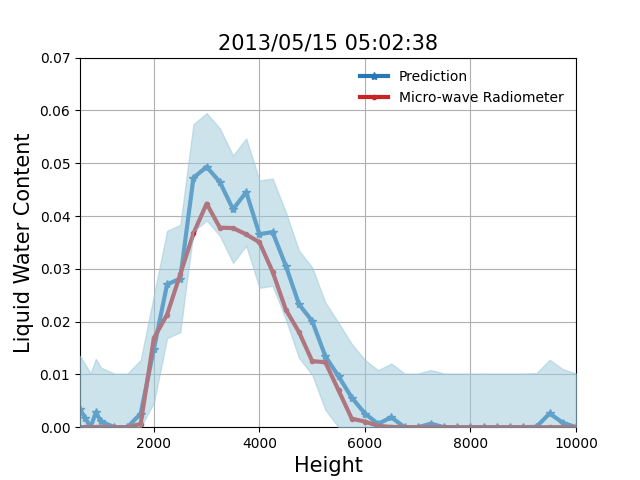 2013/05/15 05:02:38
0.07
0.06
0.05
0.04
0.03
0.02
0.01
0.00
Liquid Water Content
Prediction
Micro-wave Radiometer
2000 4000 6000 8000 10000
Height